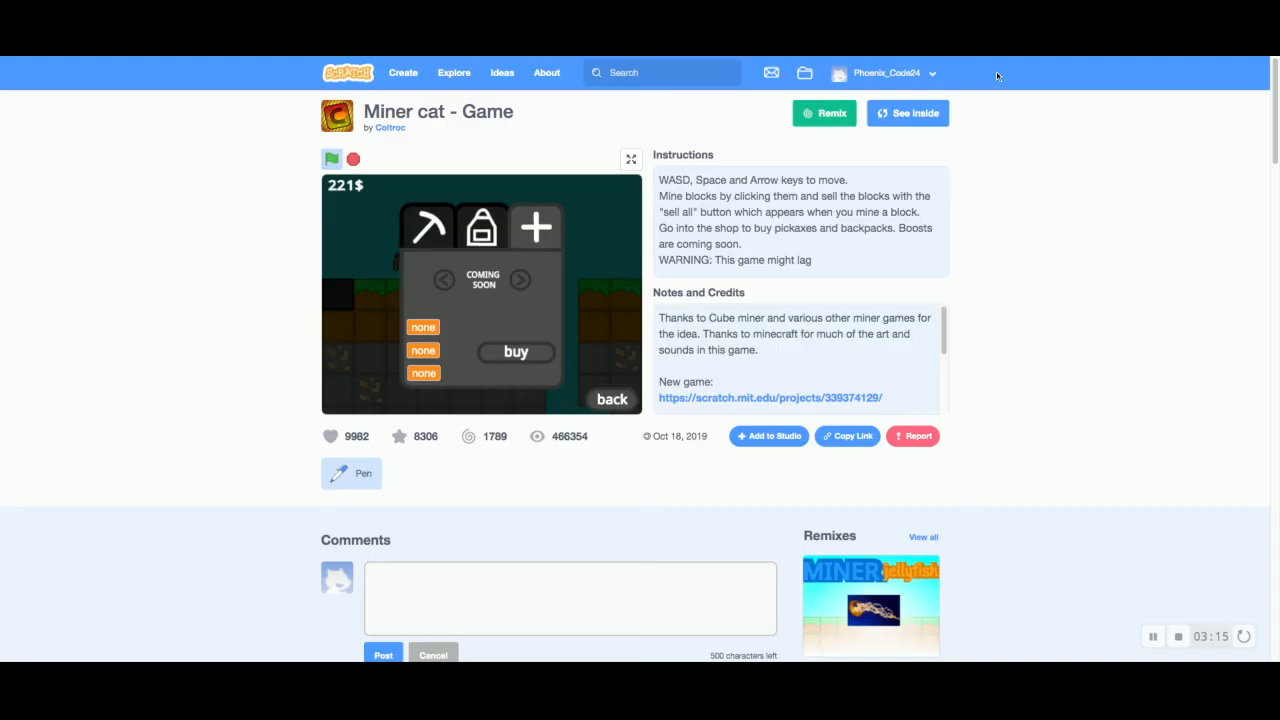 SCRATCH
Create
Explore
Ideas
About
Search
Phoenix_Code24
Miner cat - Game
by Coltroc
Remix
See inside
221$
COMING
SOON
none
none
none
buy
back
Instructions
WASD, Space and Arrow keys to move.
Mine blocks by clicking them and sell the blocks with the
"sell all" button which appears when you mine a block.
Go into the shop to buy pickaxes and backpacks. Boosts
are coming soon.
WARNING: This game might lag
Notes and Credits
Thanks to Cube miner and various other miner games for
the idea. Thanks to minecraft for much of the art and
sounds in this game.
New game:
https://scratch.mit.edu/projects/339374129/
9982
8306
1789
466354
© Oct 18, 2019
Add to Studio
Copy Link
Report
Pen
Comments
Post
Cancel
500 characters left
Remixes
View all
MINER jellyfish
03:15